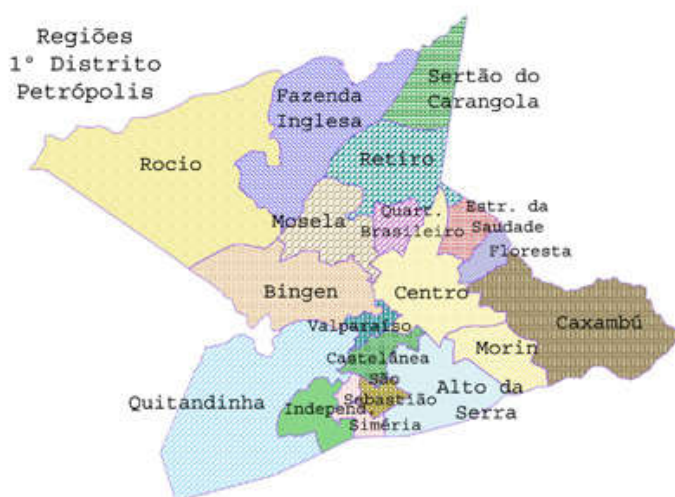 Regiões
1º Distrito
Petrópolis
Sertão do
Carangola
Fazenda
Inglesa
Rocio
Retiro
Mosela
Quart.
Brasileiro
Estr. da
Saudade
Floresta
Bingen
Centro
Caxambú
Valparaíso
Castelânea
Morin
São
Sebastião
Alto da
Serra
Quitandinha
Independ.
Siméria